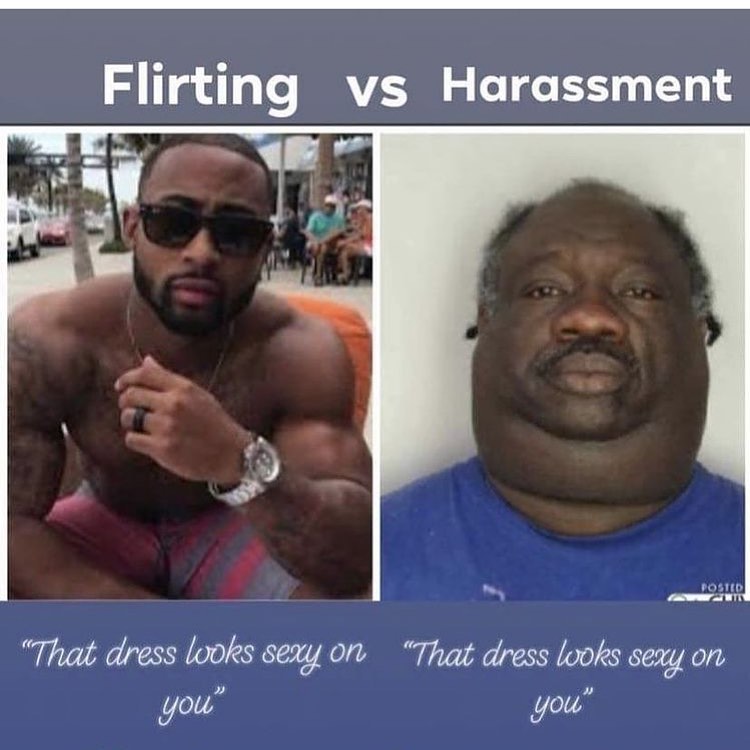 Flirting vs Harassment
POSTED
"That dress looks sexy on
you"
"That dress looks sexy on
you"